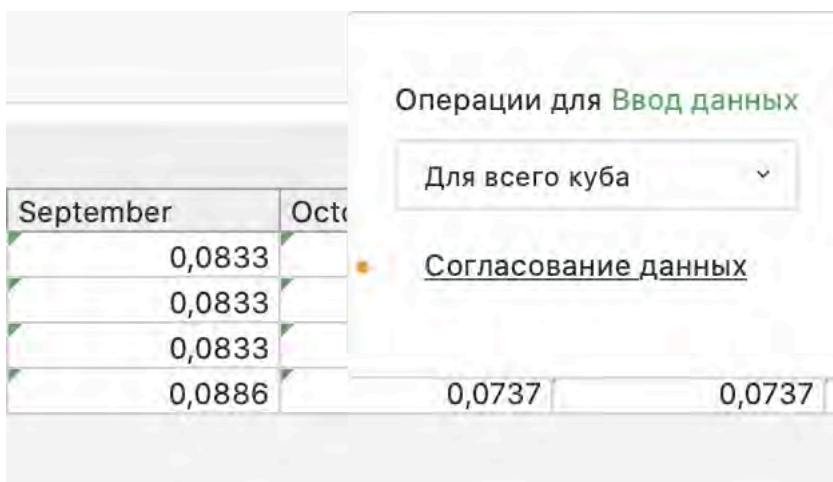 Операции для Ввод данных
Для всего куба
Согласование данных
September Octo
0,0833
0,0833
0,0833
0,0886 0,0737 0,0737